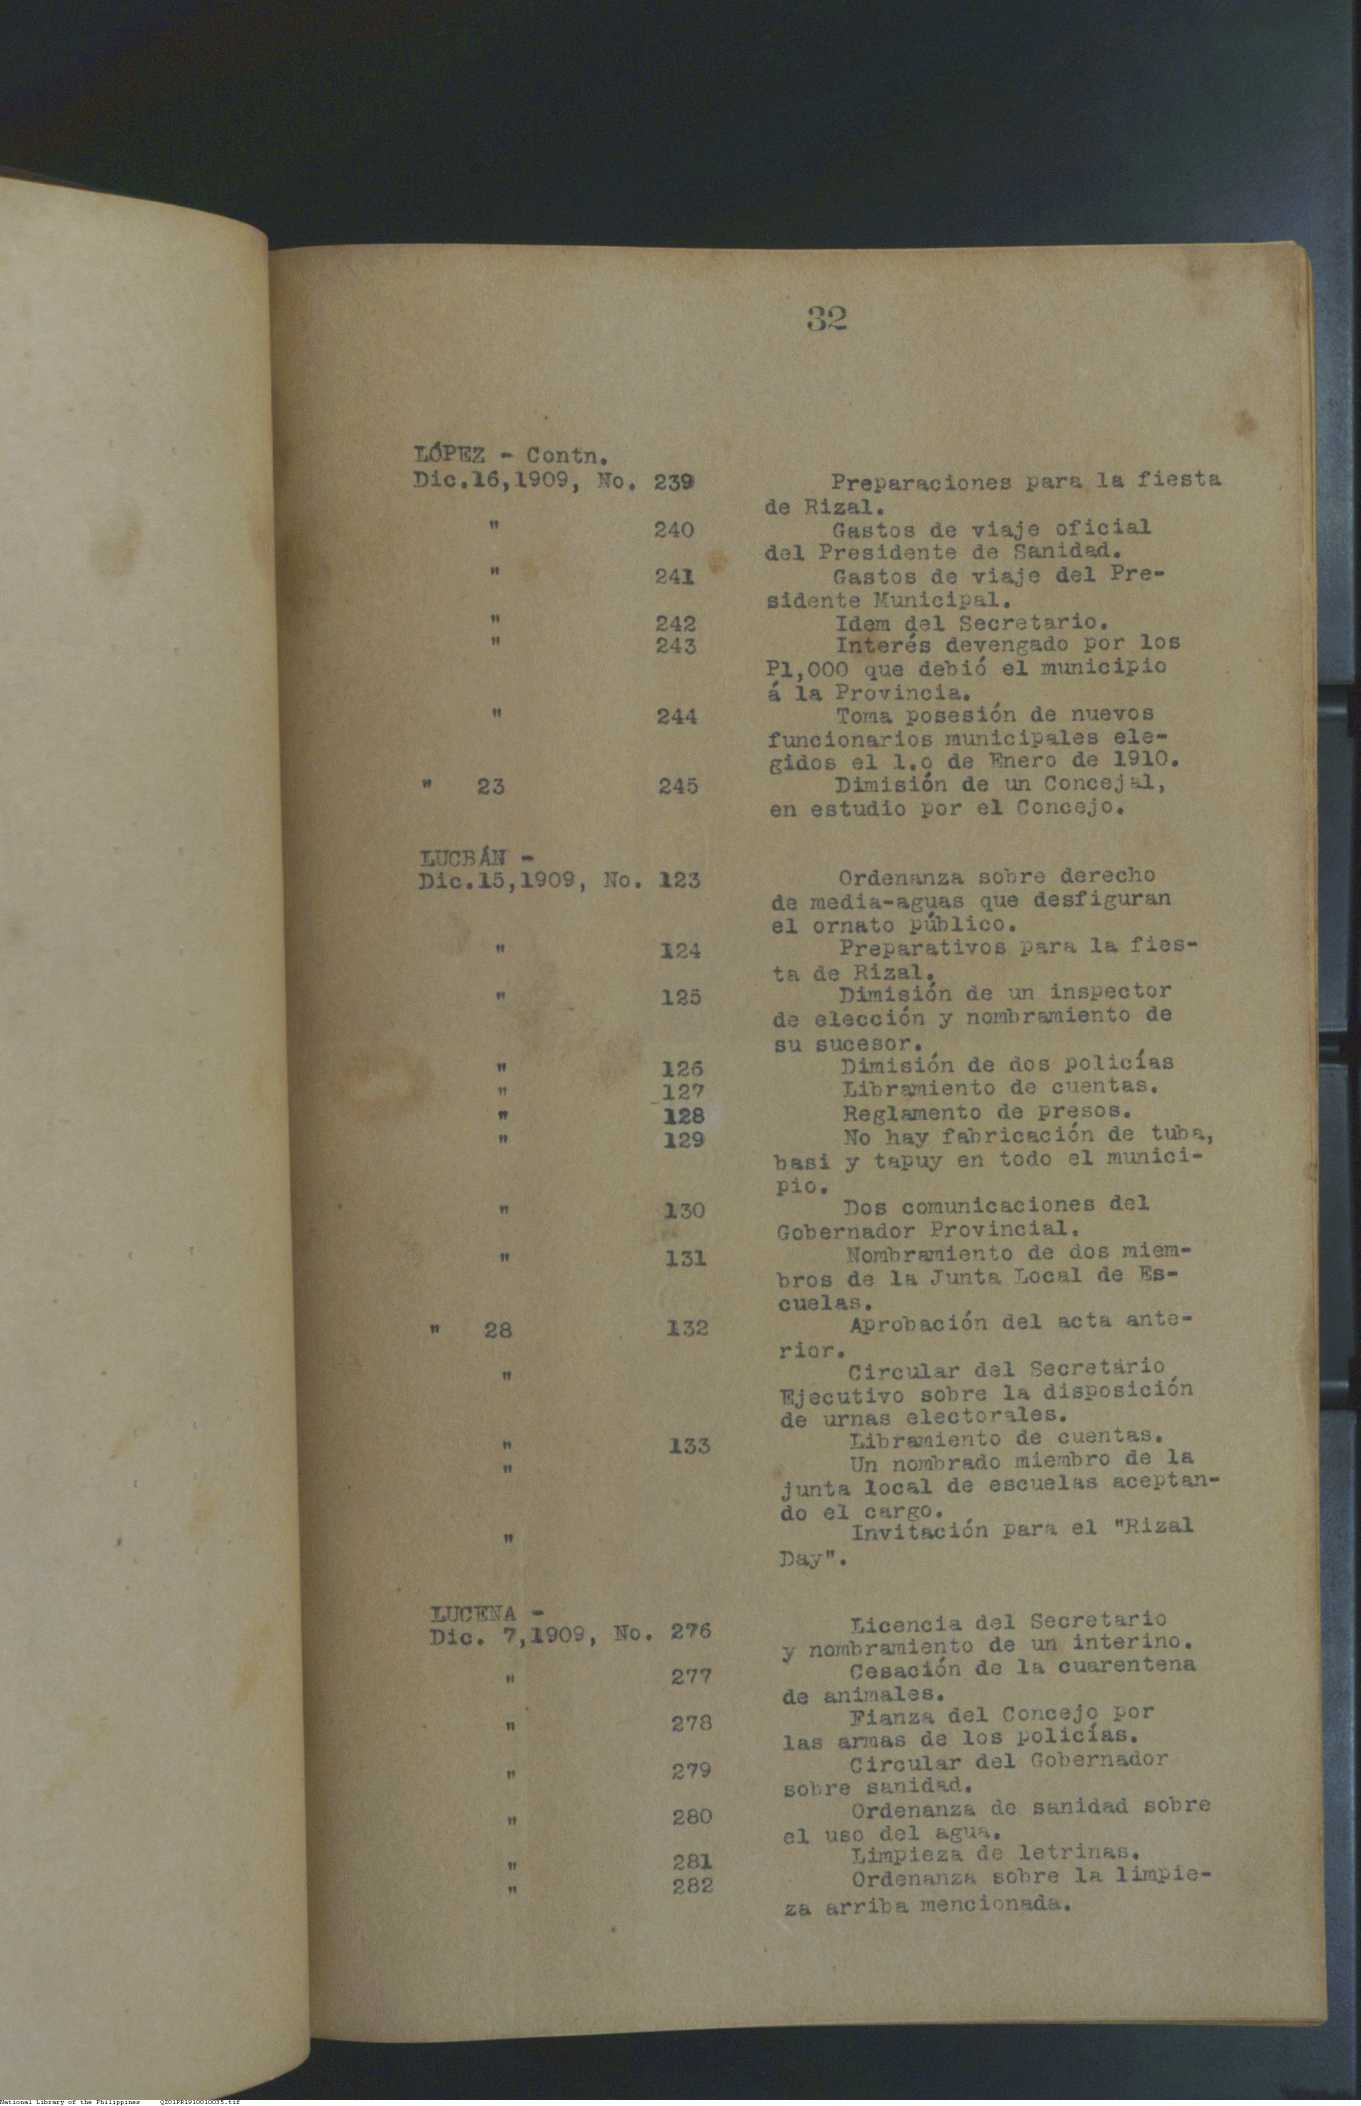 32
LÓPEZ - Contn.
Dic.16,1909, No. 239 Preparaciones para la fiesta
de Rizal.
" 240 Gastos de viaje oficial
del Presidente de Sanidad.
" 241 Gastos de viaje del Pre-
sidente Municipal.
" 242 Idem del Secretario.
" 243 Interés devengado por los
P1,000 que debió el municipio
á la Provincia.
" 244 Toma posesión de nuevos
funcionarios municipales ele-
gidos el 1.o de Enero de 1910.
" 23 245 Dimisión de un Concejal,
en estudio por el Concejo.
LUCBÁN -
Dic.15,1909, No. 123 Ordenanza sobre derecho
de media-aguas que desfiguran
el ornato público.
" 124 Preparativos para la fies-
ta de Rizal.
" 125 Dimisión de un inspector
de elección y nombramiento de
su sucesor.
" 126 Dimisión de dos policías
" 127 Libramiento de cuentas.
" 128 Reglamento de presos.
" 129 No hay fabricación de tuba,
basi y tapuy en todo el munici-
pio.
" 130 Dos comunicaciones del
Gobernador Provincial.
" 131 Nombramiento de dos miem-
bros de la Junta Local de Es-
cuelas.
" 28 132 Aprobación del acta ante-
rior.
" Circular del Secretario
Ejecutivo sobre la disposición
de urnas electorales.
" 133 Libramiento de cuentas.
" Un nombrado miembro de la
junta local de escuelas aceptan-
do el cargo.
" Invitación para el "Rizal
Day".
LUCENA -
Dic. 7,1909, No. 276 Licencia del Secretario
y nombramiento de un interino.
" 277 Cesación de la cuarentena
de animales.
" 278 Fianza del Concejo por
las armas de los policías.
" 279 Circular del Gobernador
sobre sanidad.
" 280 Ordenanza de sanidad sobre
el uso del agua.
" 281 Limpieza de letrinas.
" 282 Ordenanza sobre la limpie-
za arriba mencionada.
National Library of the Philippines QZ01PR1910010035.tif